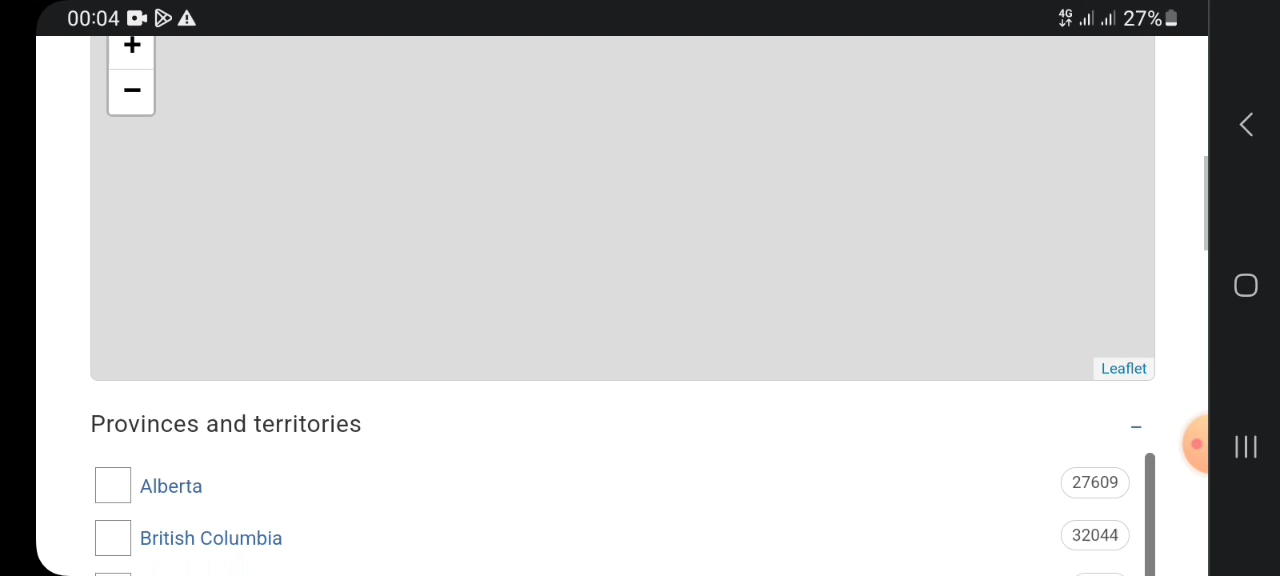 00:04
4G 27%
+
−
Leaflet
Provinces and territories −
Alberta 27609
British Columbia 32044